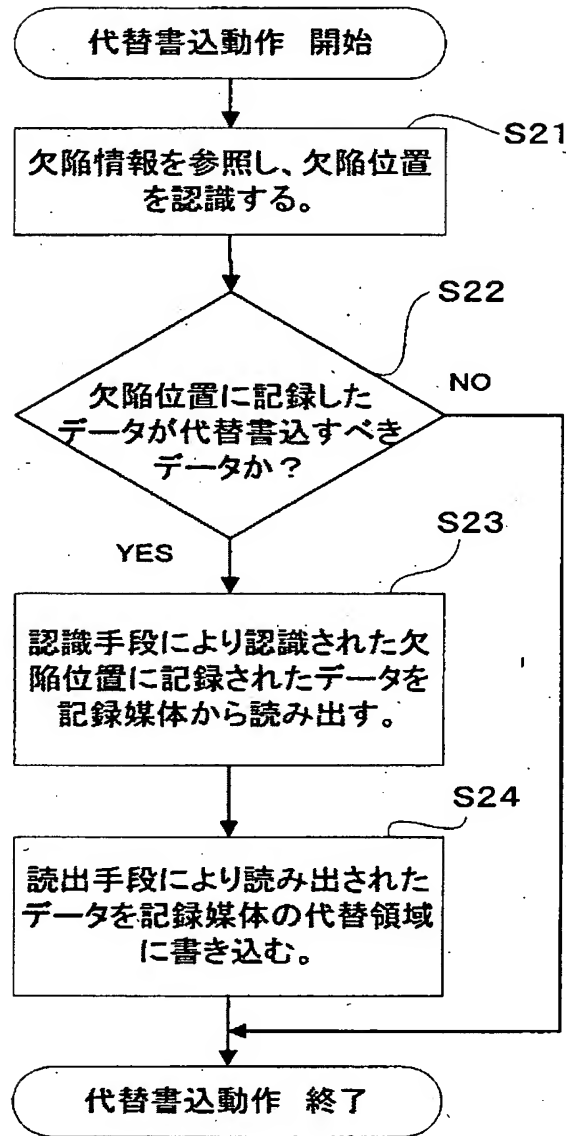 代替書込動作 開始
S21
欠陥情報を参照し、欠陥位置
を認識する。
S22
欠陥位置に記録した
データが代替書込すべき
データか？
NO
YES
S23
認識手段により認識された欠
陥位置に記録されたデータを
記録媒体から読み出す。
S24
読出手段により読み出された
データを記録媒体の代替領域
に書き込む。
代替書込動作 終了